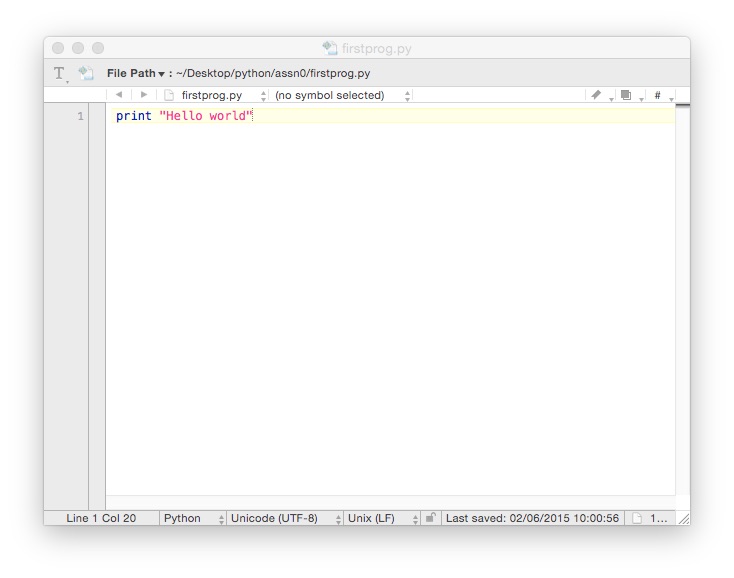 firstprog.py
T. File Path : ~/Desktop/python/assn0/firstprog.py
firstprog.py (no symbol selected) #
1 print "Hello world"
Line 1 Col 20 Python Unicode (UTF-8) Unix (LF) Last saved: 02/06/2015 10:00:56 1...